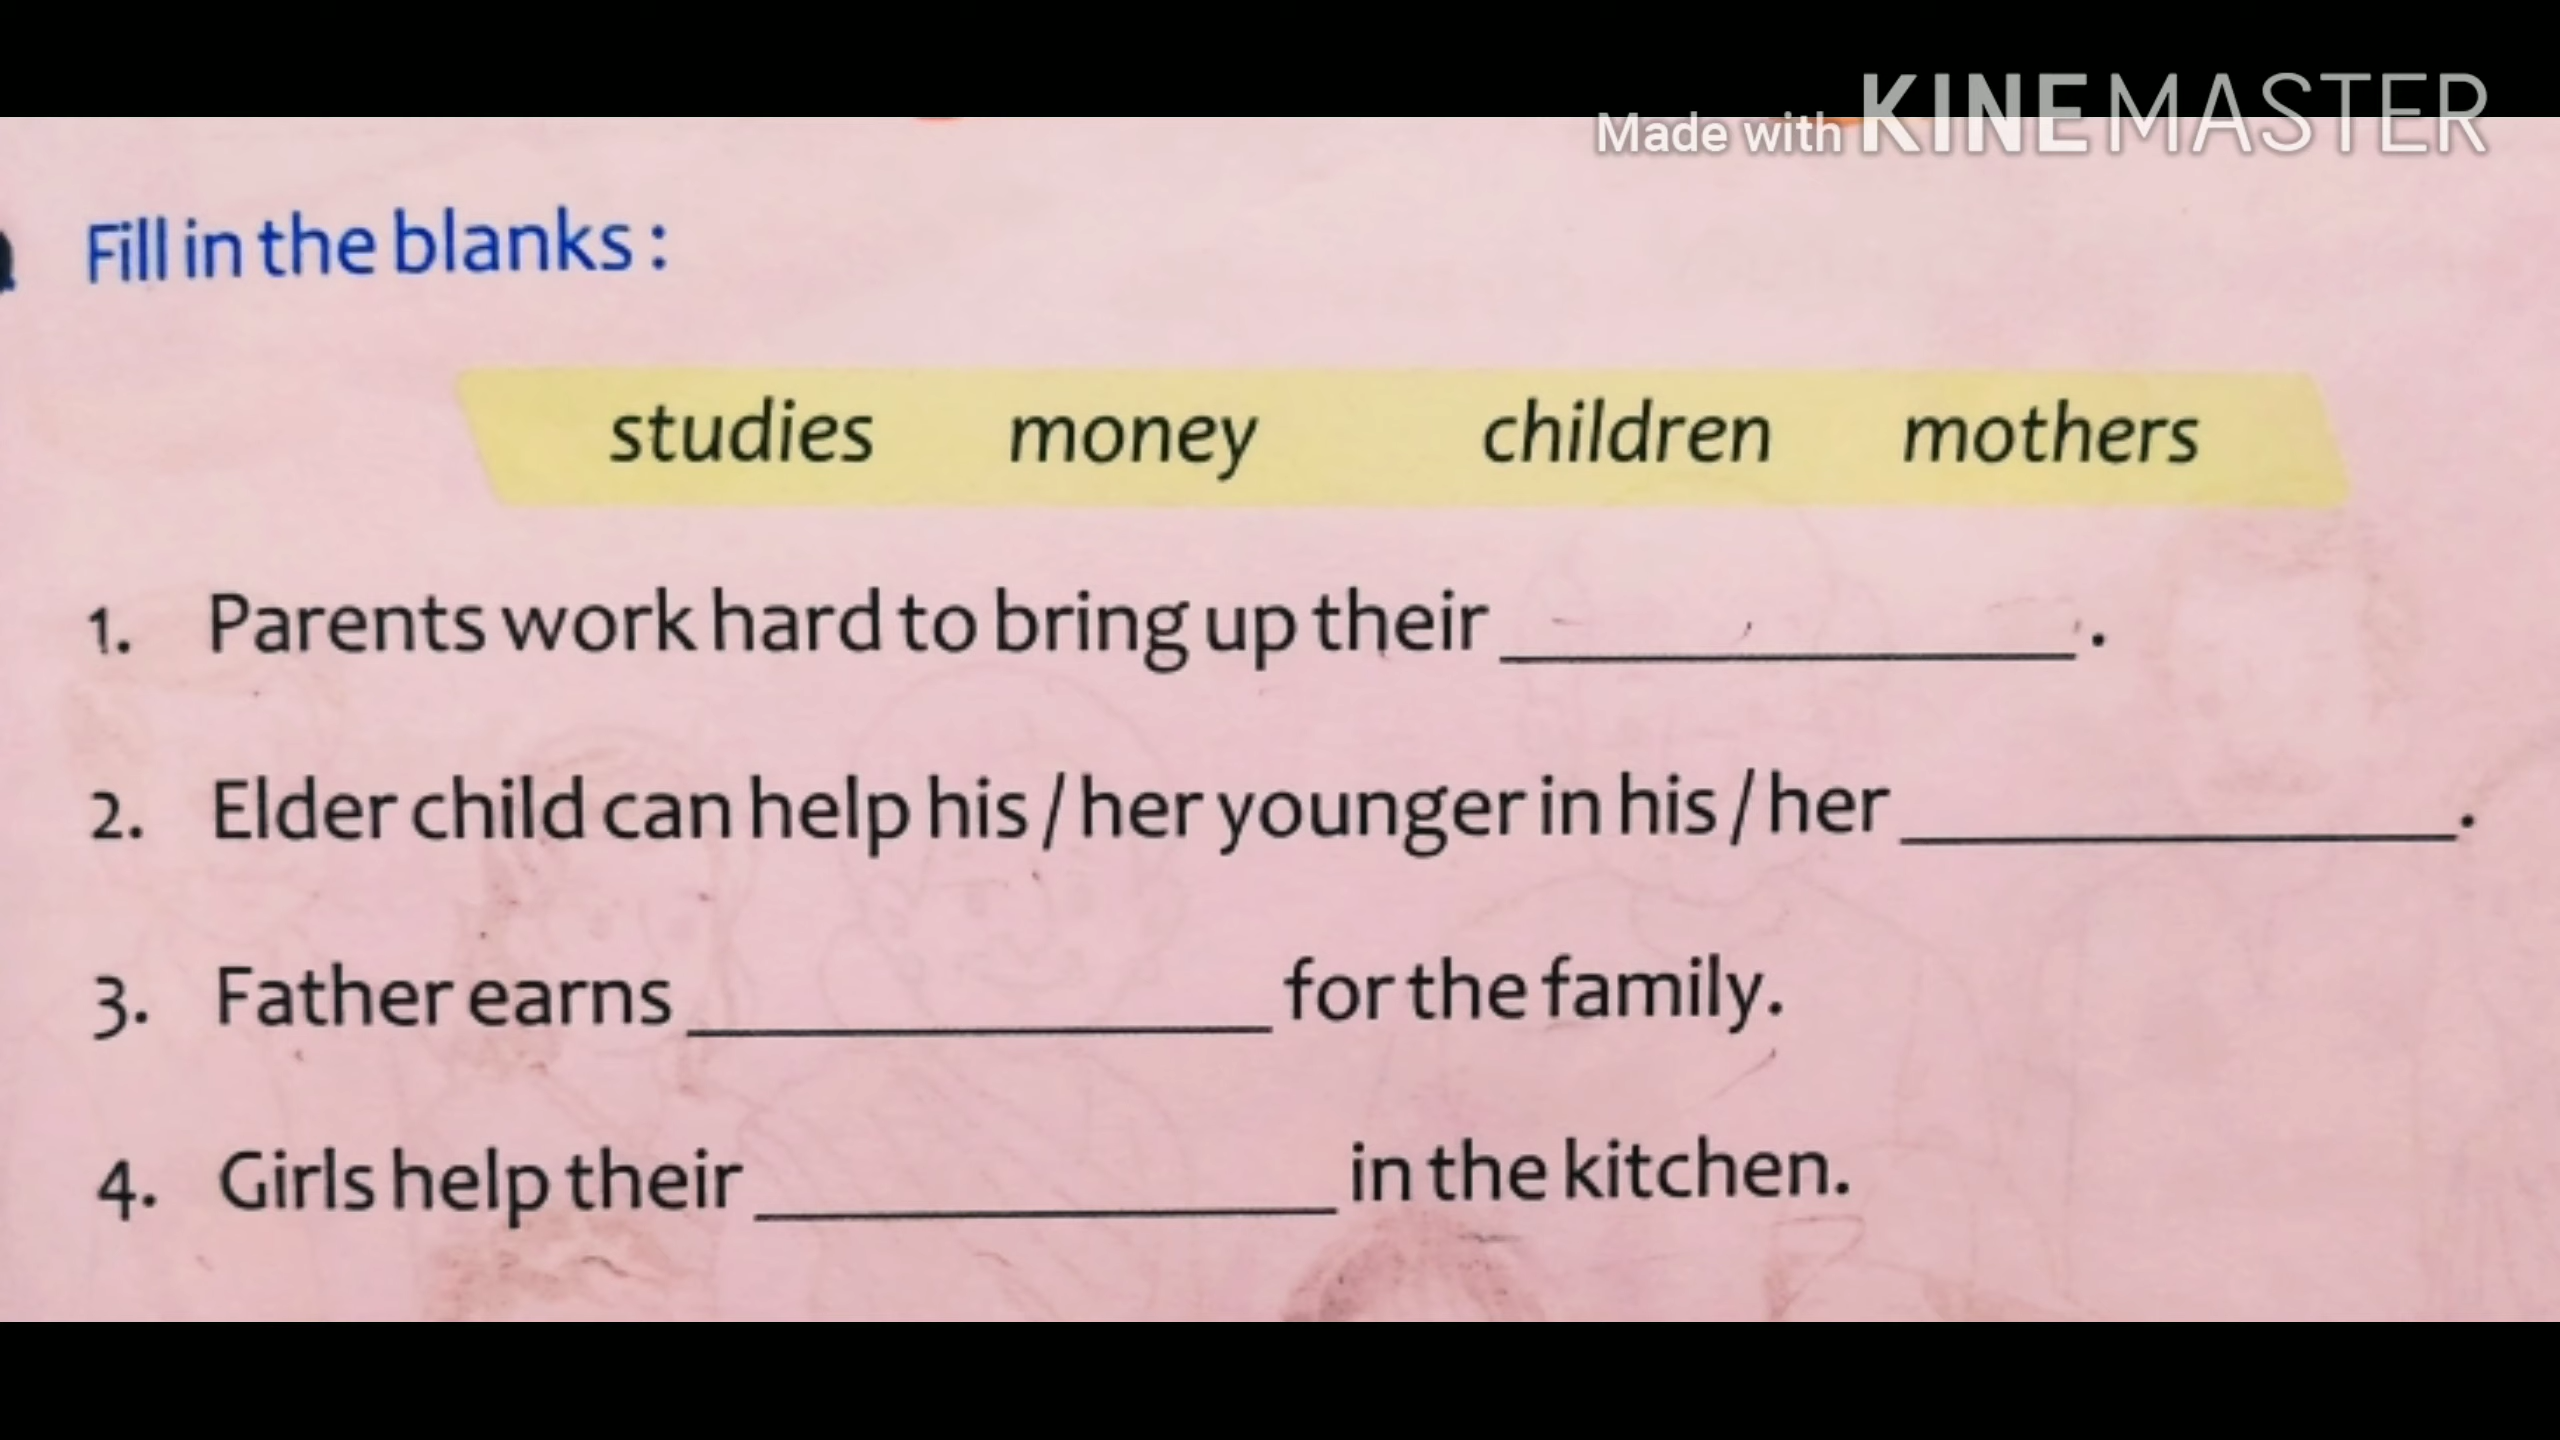 Made with KINEMASTER
Fill in the blanks :
studies money children mothers
1. Parents work hard to bring up their ____________.
2. Elder child can help his / her younger in his / her ____________.
3. Father earns ____________ for the family.
4. Girls help their ____________ in the kitchen.